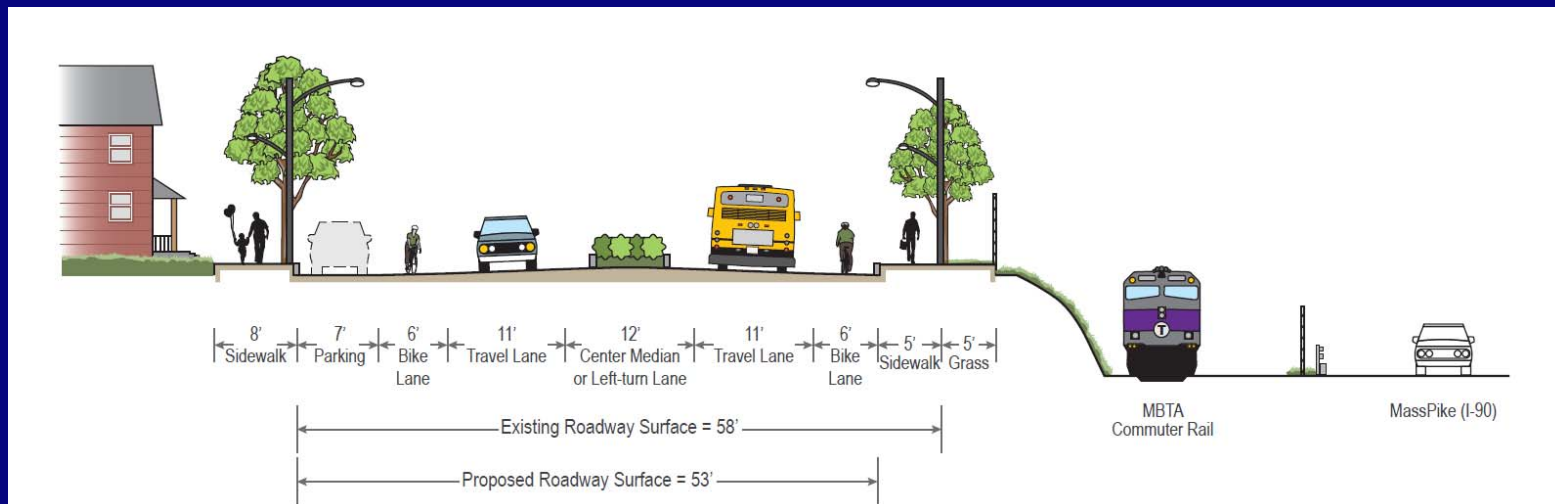 8’
Sidewalk
7’
Parking
6’
Bike
Lane
11’
Travel Lane
12’
Center Median
or Left-turn Lane
11’
Travel Lane
6’
Bike
Lane
5’
Sidewalk
5’
Grass
T
MBTA
Commuter Rail
MassPike (I-90)
Existing Roadway Surface = 58’
Proposed Roadway Surface = 53’